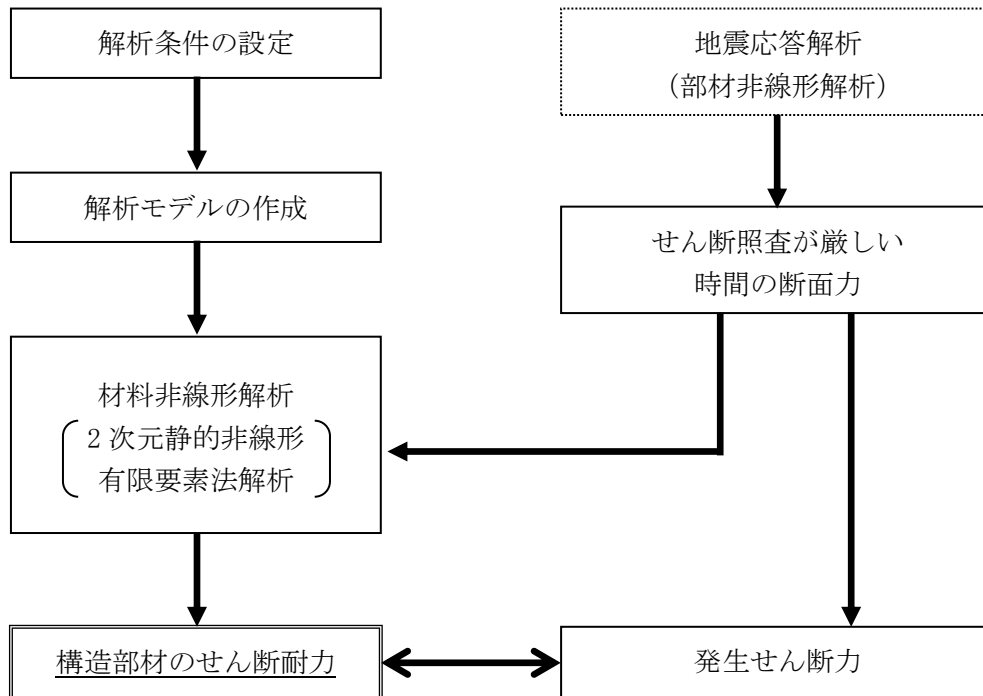 解析条件の設定
地震応答解析
（部材非線形解析）
解析モデルの作成
せん断照査が厳しい
時間の断面力
材料非線形解析
2 次元静的非線形
有限要素法解析
構造部材のせん断耐力
発生せん断力